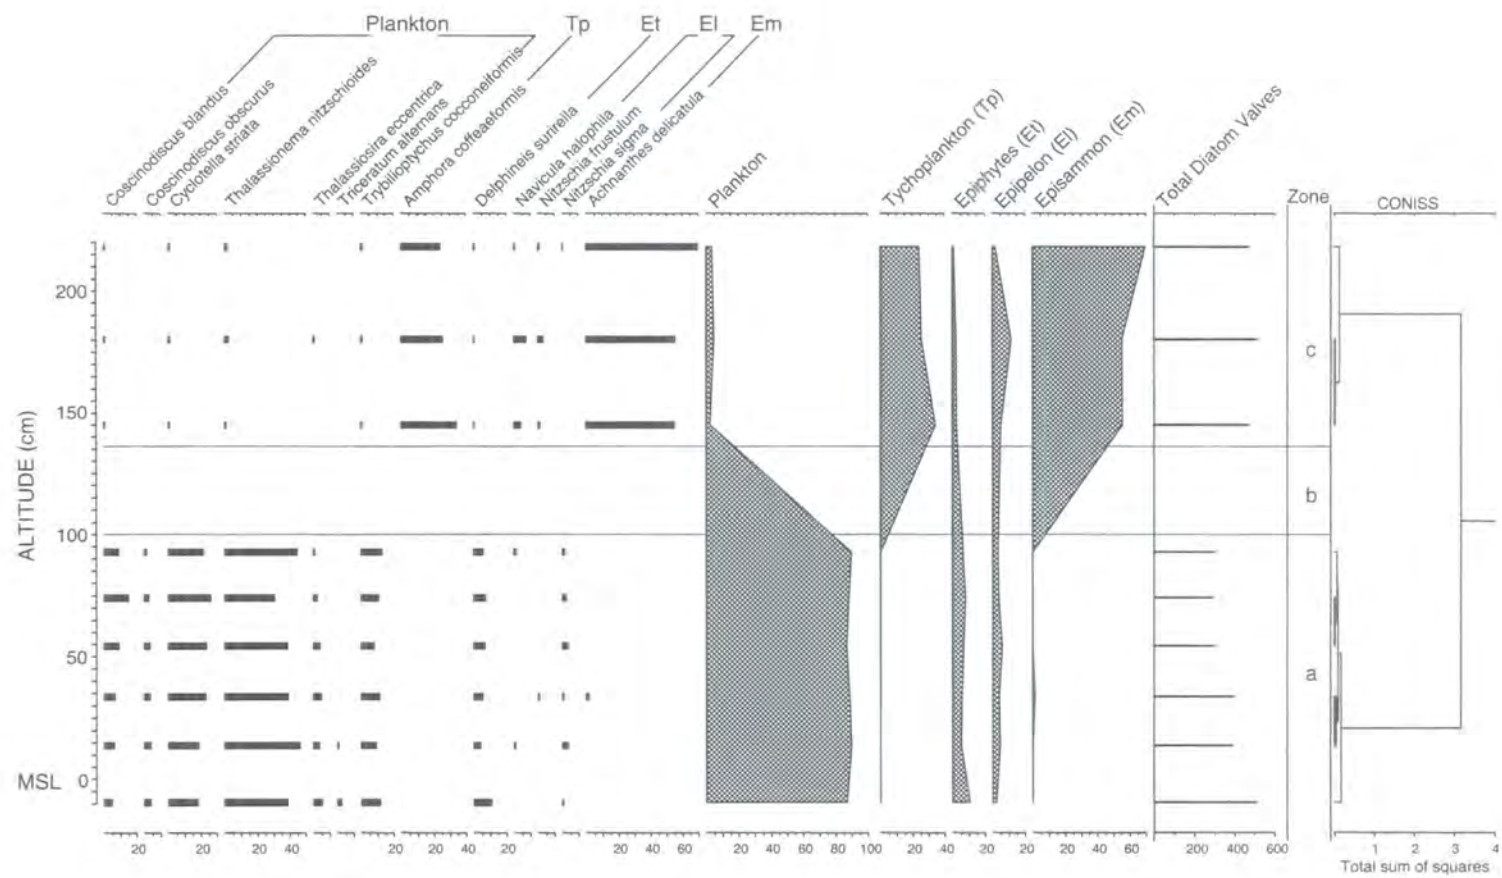 Plankton Tp Et El Em
Coscinodiscus blandus
Coscinodiscus obscurus
Cyclotella striata
Thalassionema nitzschioides
Thalassiosira eccentrica
Triceratium alternans
Trybilioptychus cocconeiformis
Amphora coffeaeformis
Delphineis surirella
Navicula halophila
Nitzschia frustulum
Nitzschia sigma
Achnanthes delicatula
Plankton
Tychoplankton (Tp)
Epiphytes (Et)
Epipelon (El)
Episammon (Em)
Total Diatom Valves
Zone
CONISS
200
150
100
50
0
MSL
ALTITUDE (cm)
c
b
a
20 20 40 20 20 40 20 20 40 60 20 40 60 80 100 20 40 20 20 20 40 60 200 400 600 1 2 3 4
Total sum of squares